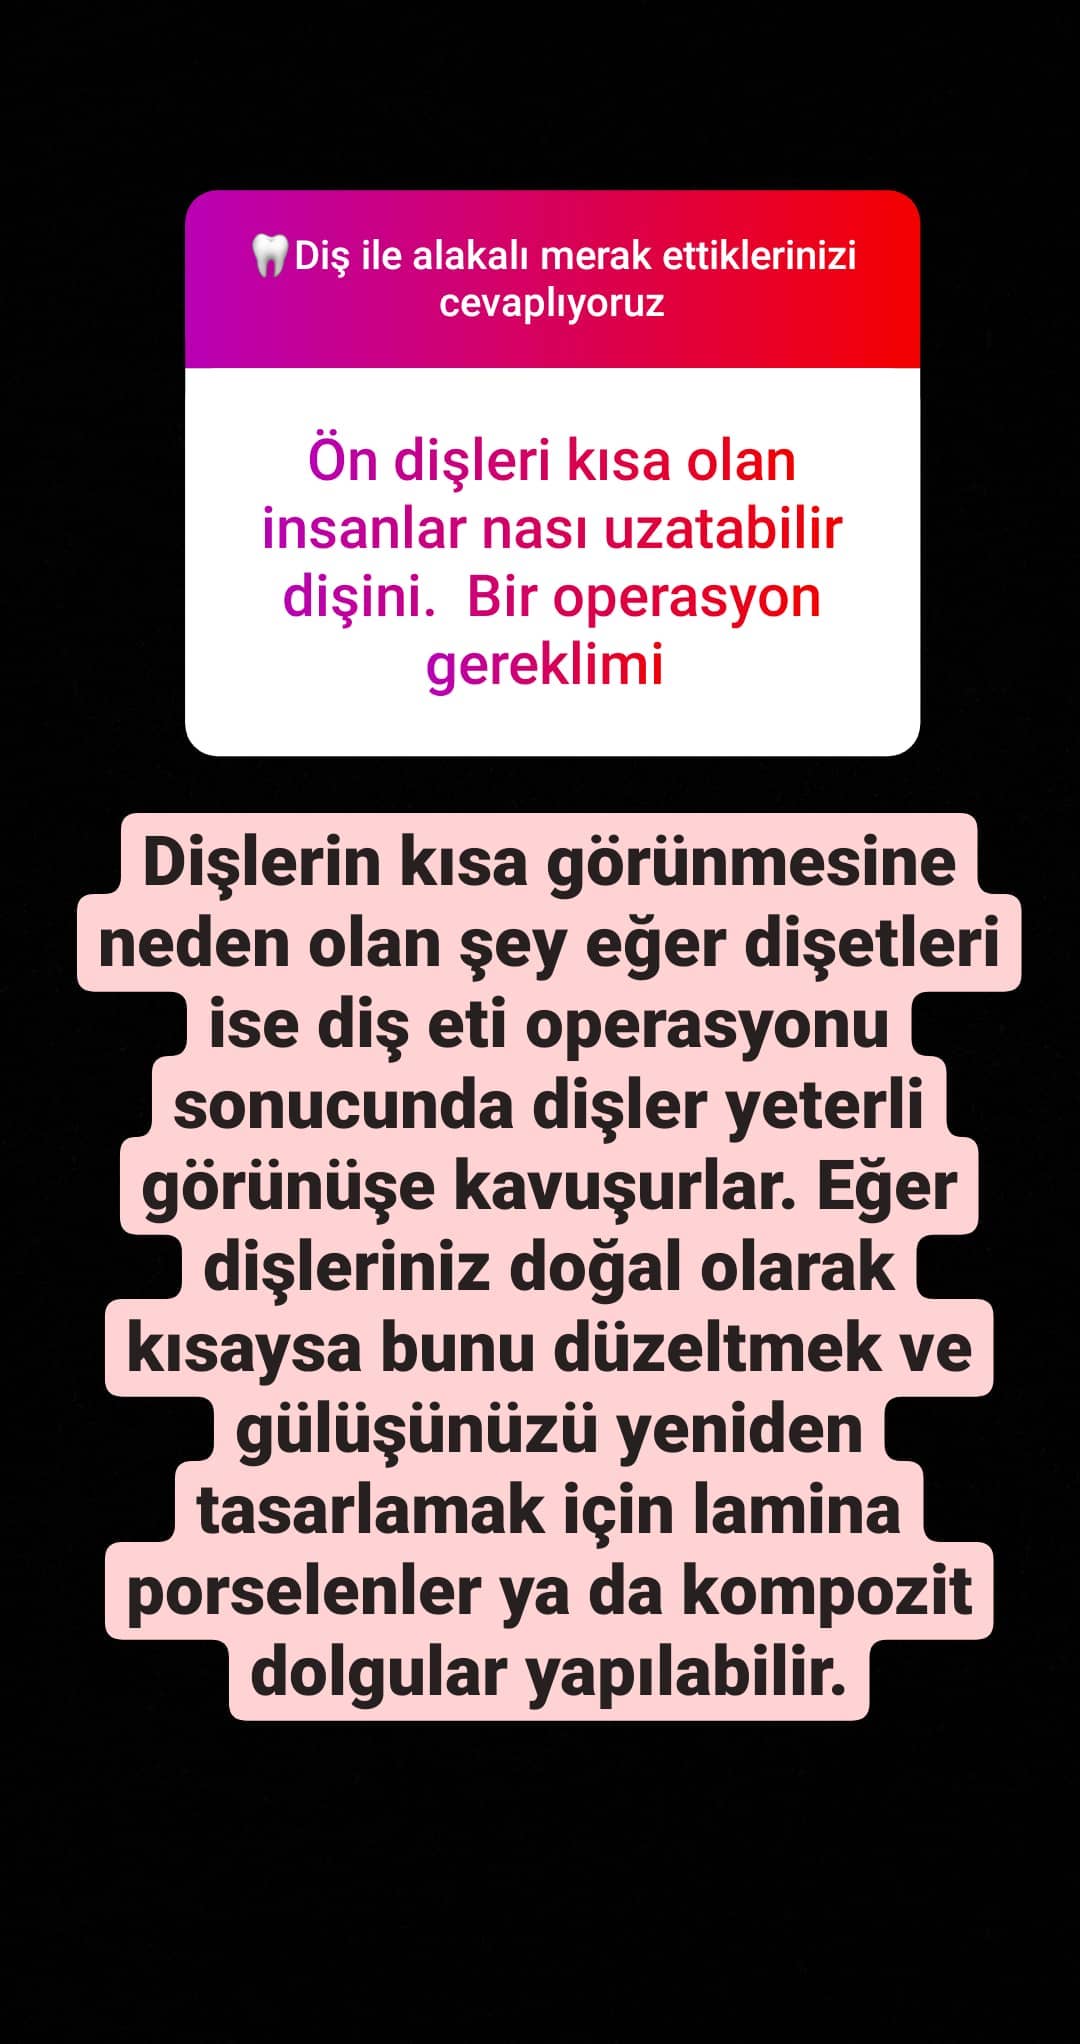 🦷Diş ile alakalı merak ettiklerinizi
cevaplıyoruz
Ön dişleri kısa olan
insanlar nası uzatabilir
dişini.  Bir operasyon
gereklimi
Dişlerin kısa görünmesine
neden olan şey eğer dişetleri
ise diş eti operasyonu
sonucunda dişler yeterli
görünüşe kavuşurlar. Eğer
dişleriniz doğal olarak
kısaysa bunu düzeltmek ve
gülüşünüzü yeniden
tasarlamak için lamina
porselenler ya da kompozit
dolgular yapılabilir.